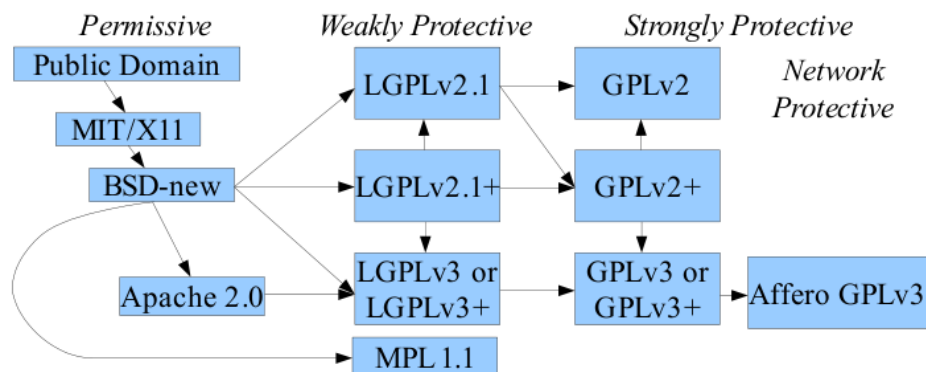 Permissive
Weakly Protective
Strongly Protective
Network
Protective
Public Domain
MIT/X11
BSD-new
Apache 2.0
LGPLv2.1
LGPLv2.1+
LGPLv3 or
LGPLv3+
MPL 1.1
GPLv2
GPLv2+
GPLv3 or
GPLv3+
Affero GPLv3